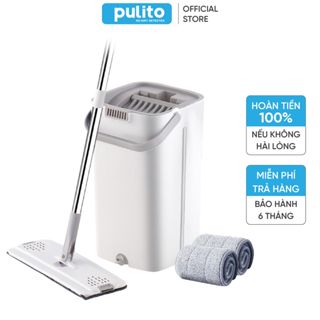 pulito
OFFICIAL
STORE
HOÀN TIỀN
100%
NẾU KHÔNG
HÀI LÒNG
MIỄN PHÍ
TRẢ HÀNG
BẢO HÀNH
6 THÁNG